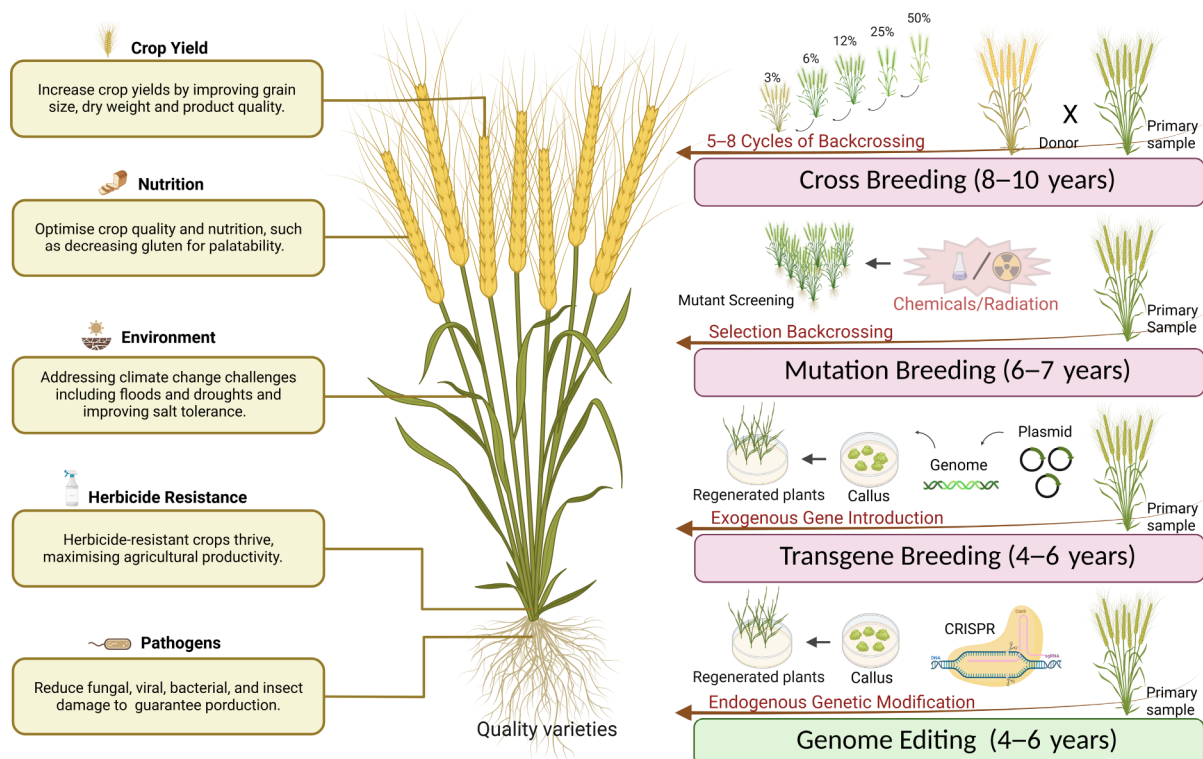 Crop Yield
Increase crop yields by improving grain
size, dry weight and product quality.
Nutrition
Optimise crop quality and nutrition, such
as decreasing gluten for palatability.
Environment
Addressing climate change challenges
including floods and droughts and
improving salt tolerance.
Herbicide Resistance
Herbicide-resistant crops thrive,
maximising agricultural productivity.
Pathogens
Reduce fungal, viral, bacterial, and insect
damage to guarantee porduction.
Quality varieties
3%
6%
12%
25%
50%
X
Donor
Primary
sample
5–8 Cycles of Backcrossing
Cross Breeding (8–10 years)
Mutant Screening
Chemicals/Radiation
Primary
Sample
Selection Backcrossing
Mutation Breeding (6–7 years)
Regenerated plants
Callus
Genome
Plasmid
Primary
sample
Exogenous Gene Introduction
Transgene Breeding (4–6 years)
Regenerated plants
Callus
CRISPR
Cas9
DNA
sgRNA
Primary
sample
Endogenous Genetic Modification
Genome Editing (4–6 years)